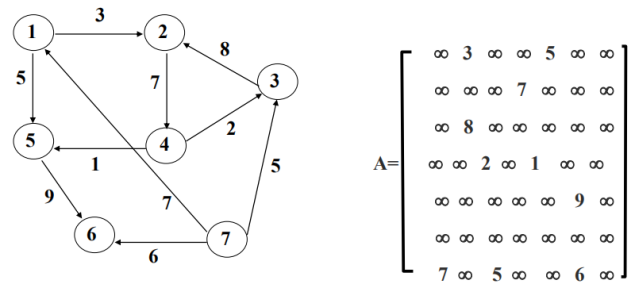 3
1
2
8
3
5
7
2
5
4
1
5
9
7
6
7
6
A=
∞ 3 ∞ ∞ 5 ∞ ∞
∞ ∞ ∞ 7 ∞ ∞ ∞
∞ 8 ∞ ∞ ∞ ∞ ∞
∞ ∞ 2 ∞ 1 ∞ ∞
∞ ∞ ∞ ∞ ∞ 9 ∞
∞ ∞ ∞ ∞ ∞ ∞ ∞
7 ∞ 5 ∞ ∞ 6 ∞